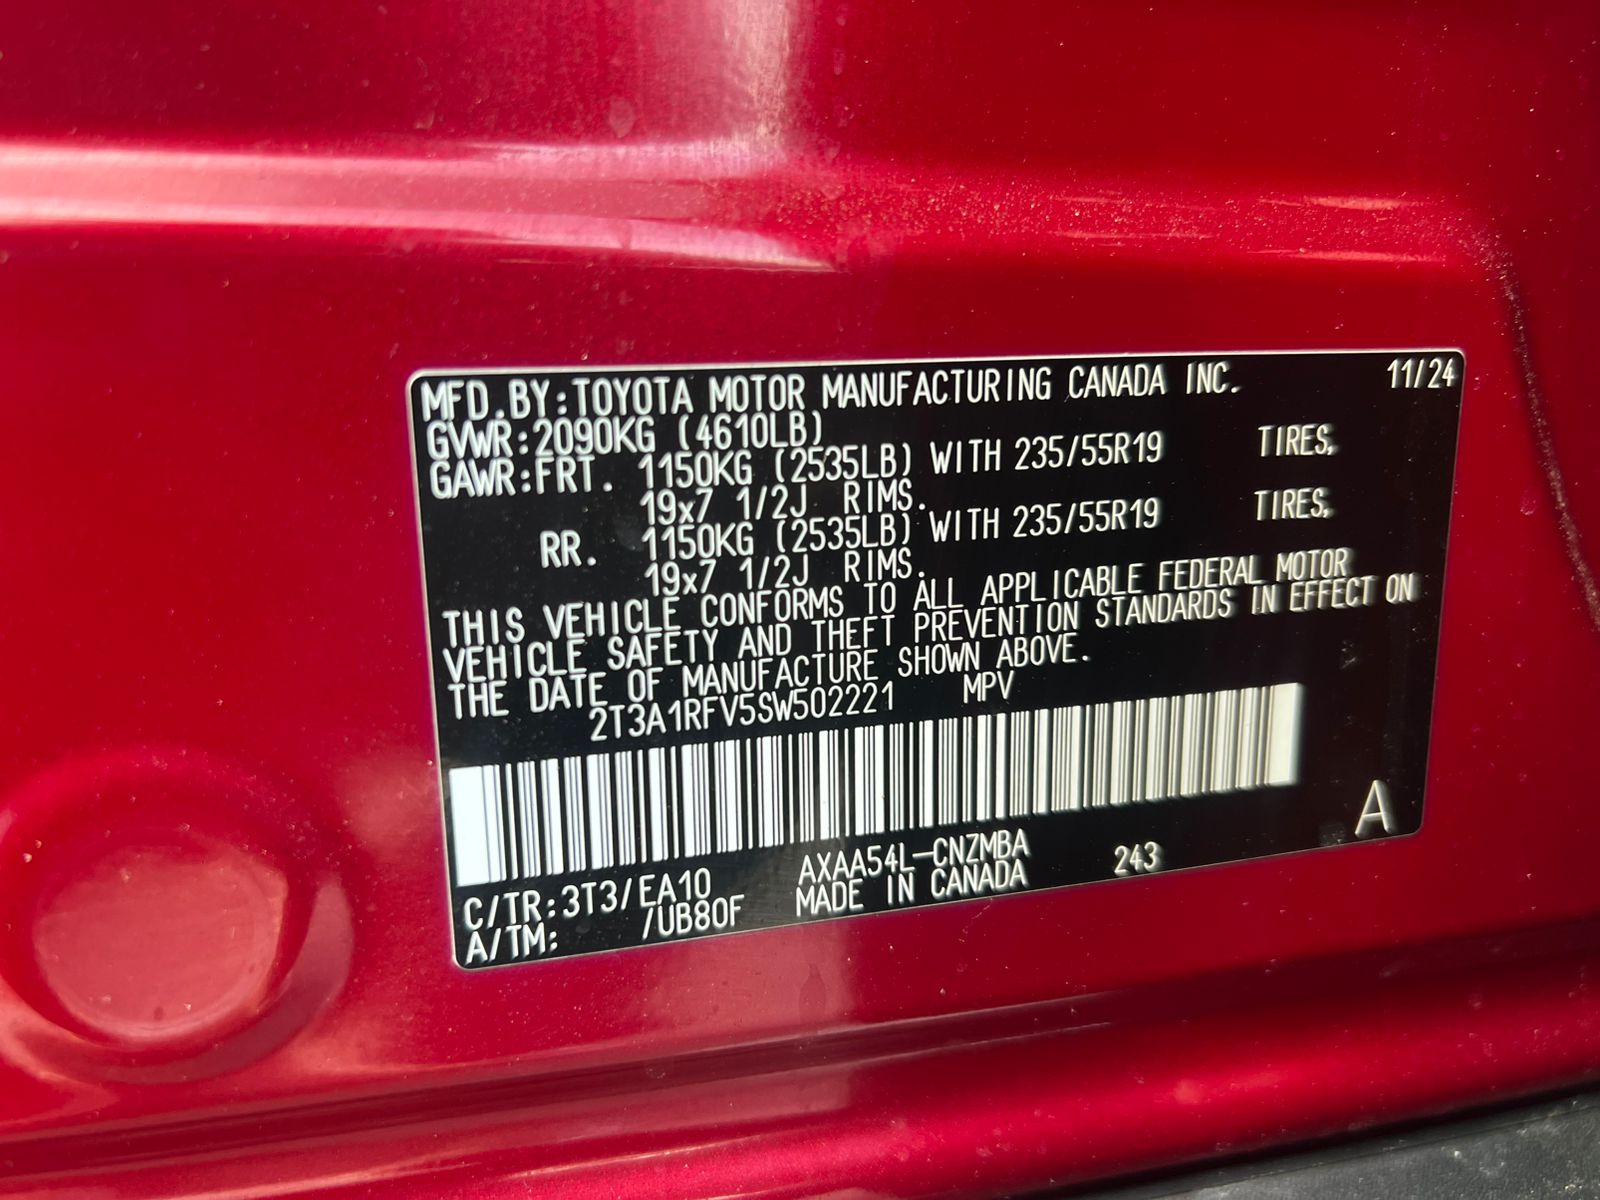 MFD.BY:TOYOTA MOTOR MANUFACTURING CANADA INC. 11/24
GVWR:2090KG (4610LB)
GAWR:FRT. 1150KG (2535LB) WITH 235/55R19 TIRES,
19x7 1/2J RIMS.
RR. 1150KG (2535LB) WITH 235/55R19 TIRES,
19x7 1/2J RIMS.
THIS VEHICLE CONFORMS TO ALL APPLICABLE FEDERAL MOTOR
VEHICLE SAFETY AND THEFT PREVENTION STANDARDS IN EFFECT ON
THE DATE OF MANUFACTURE SHOWN ABOVE.
2T3A1RFV5SW502221 MPV
A
C/TR:3T3/EA10 AXAA54L-CNZMBA 243
A/TM: /UB80F MADE IN CANADA